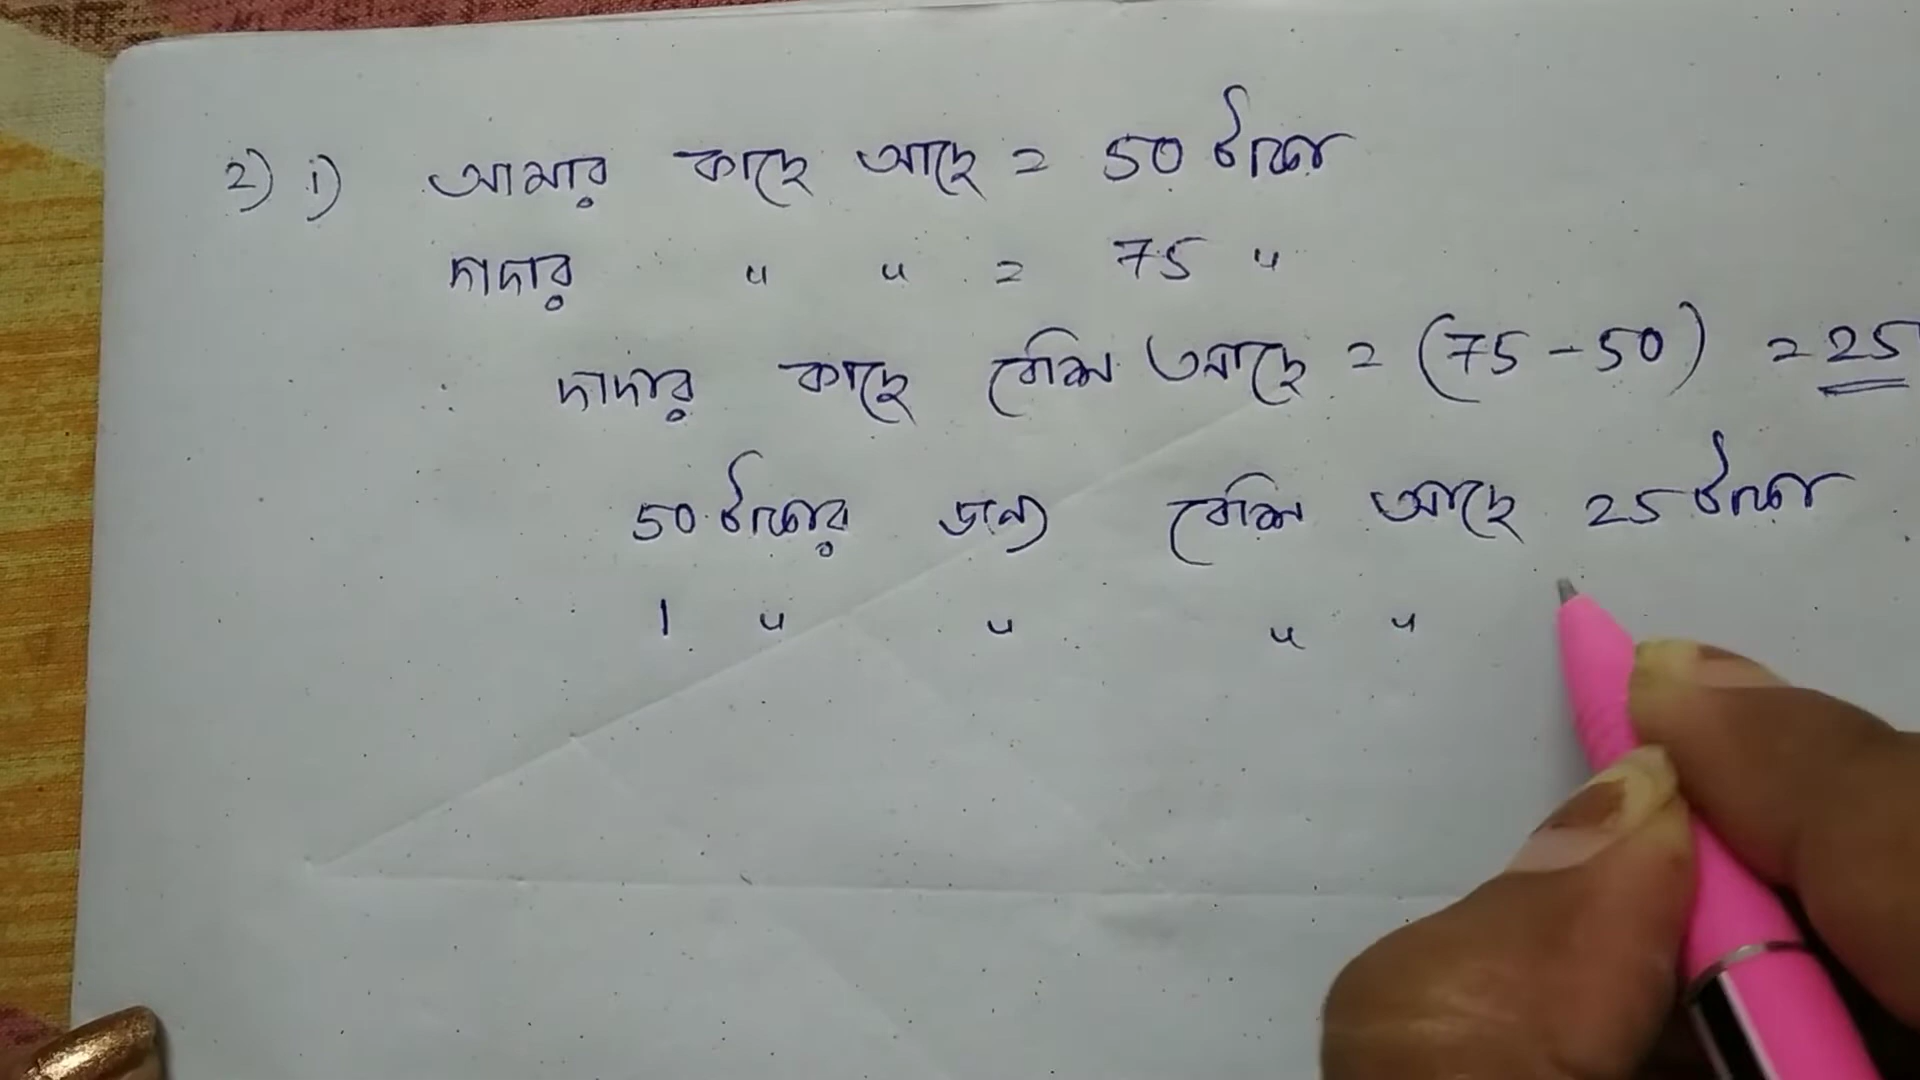 2) i) আমার কাছে আছে = 50 টাকা
দাদার " " = 75 "
দাদার কাছে বেশি আছে = (75 - 50) = 25
50 টাকার জন্য বেশি আছে 25 টাকা
1 " " " "